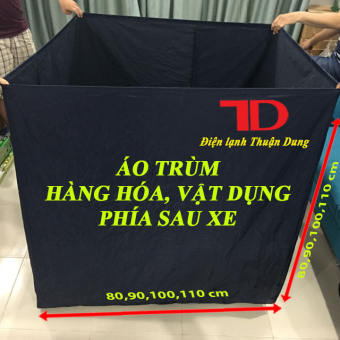 TD
Điện lạnh Thuận Dung
ÁO TRÙM
HÀNG HÓA, VẬT DỤNG
PHÍA SAU XE
80,90,100,110 cm
80,90,100,110 cm